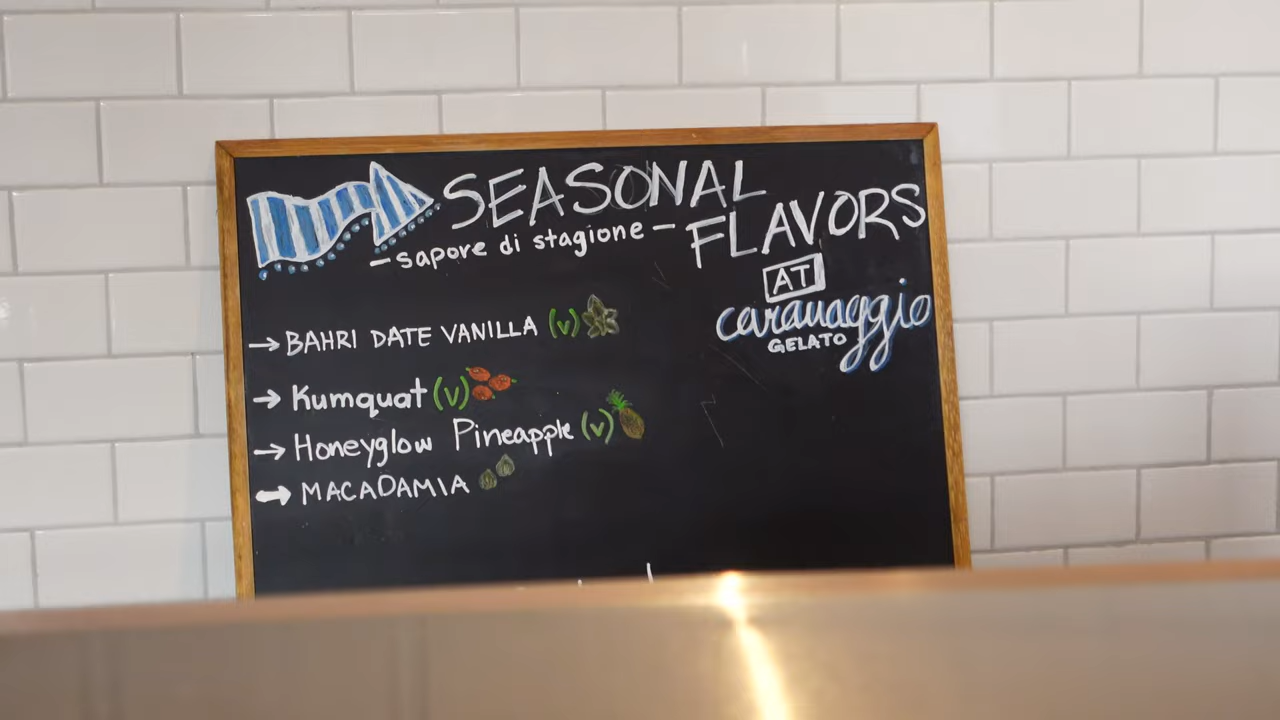 SEASONAL
FLAVORS
- sapore di stagione -
AT
caravaggio
GELATO
→ BAHRI DATE VANILLA (v)
→ Kumquat (v)
→ Honeyglow Pineapple (v)
→ MACADAMIA